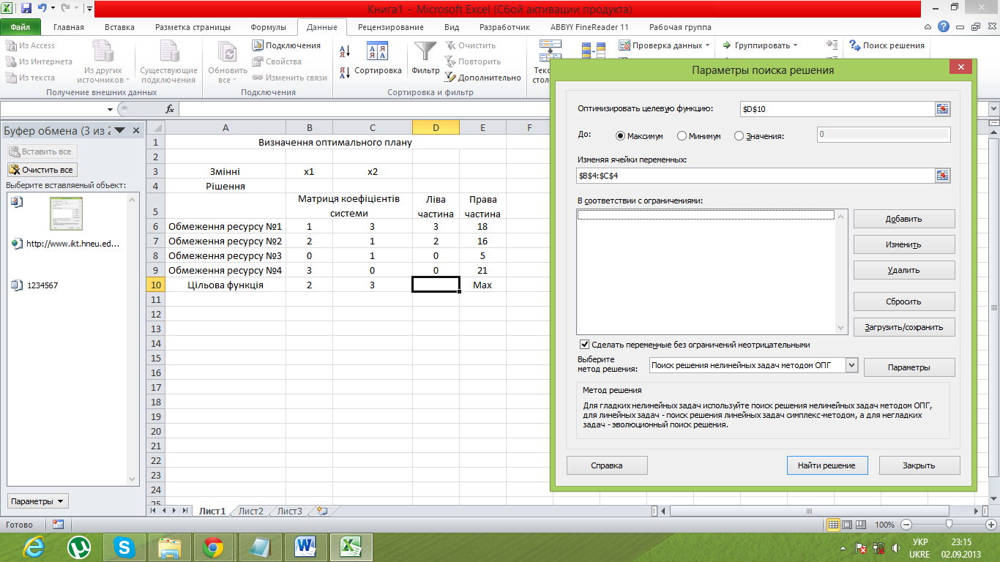 Книга1 - Microsoft Excel (Сбой активации продукта)
Файл Главная Вставка Разметка страницы Формулы Данные Рецензирование Вид Разработчик ABBYY FineReader 11 Рабочая группа
Из Access
Из Интернета
Из текста
Из других источников
Существующие подключения
Получение внешних данных
Обновить все
Подключения
Свойства
Изменить связи
Подключения
Сортировка
Фильтр
Очистить
Повторить
Дополнительно
Сортировка и фильтр
Проверка данных
Группировать
Поиск решения
fx
Буфер обмена (3 из 2
Вставить все
Очистить все
Выберите вставляемый объект:
http://www.ikt.hneu.ed...
1234567
Параметры
A B C D E F
1 Визначення оптимального плану
2
3 Змінні x1 x2
4 Рішення
5 Матриця коефіцієнтів системи Ліва частина Права частина
6 Обмеження ресурсу №1 1 3 3 18
7 Обмеження ресурсу №2 2 1 2 16
8 Обмеження ресурсу №3 0 1 0 5
9 Обмеження ресурсу №4 3 0 0 21
10 Цільова функція 2 3 Max
11
12
13
14
15
16
17
18
19
20
21
22
23
24
25
Лист1 Лист2 Лист3
Параметры поиска решения
Оптимизировать целевую функцию: $D$10
До: Максимум Минимум Значения: 0
Изменяя ячейки переменных:
$B$4:$C$4
В соответствии с ограничениями:
Добавить
Изменить
Удалить
Сбросить
Загрузить/сохранить
Сделать переменные без ограничений неотрицательными
Выберите метод решения: Поиск решения нелинейных задач методом ОПГ Параметры
Метод решения
Для гладких нелинейных задач используйте поиск решения нелинейных задач методом ОПГ,
для линейных задач - поиск решения линейных задач симплекс-методом, а для негладких
задач - эволюционный поиск решения.
Справка Найти решение Закрыть
Готово 100%
УКР
UKRE
23:15
02.09.2013